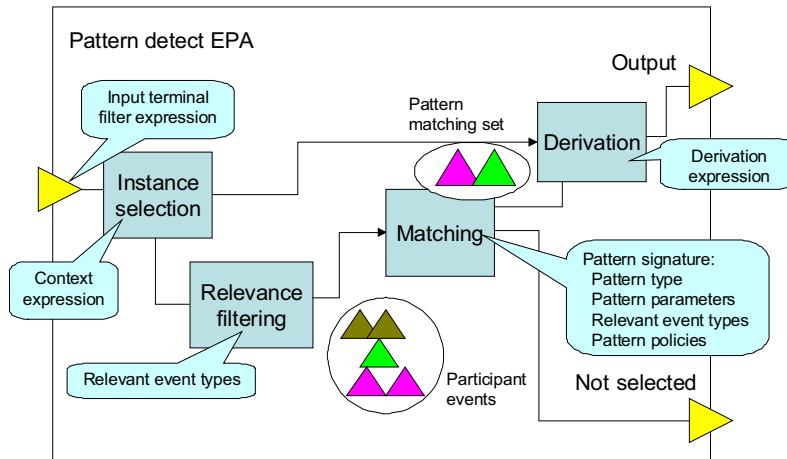 Pattern detect EPA
Output
Input terminal
filter expression
Pattern
matching set
Derivation
Derivation
expression
Instance
selection
Matching
Context
expression
Relevance
filtering
Pattern signature:
Pattern type
Pattern parameters
Relevant event types
Pattern policies
Relevant event types
Participant
events
Not selected